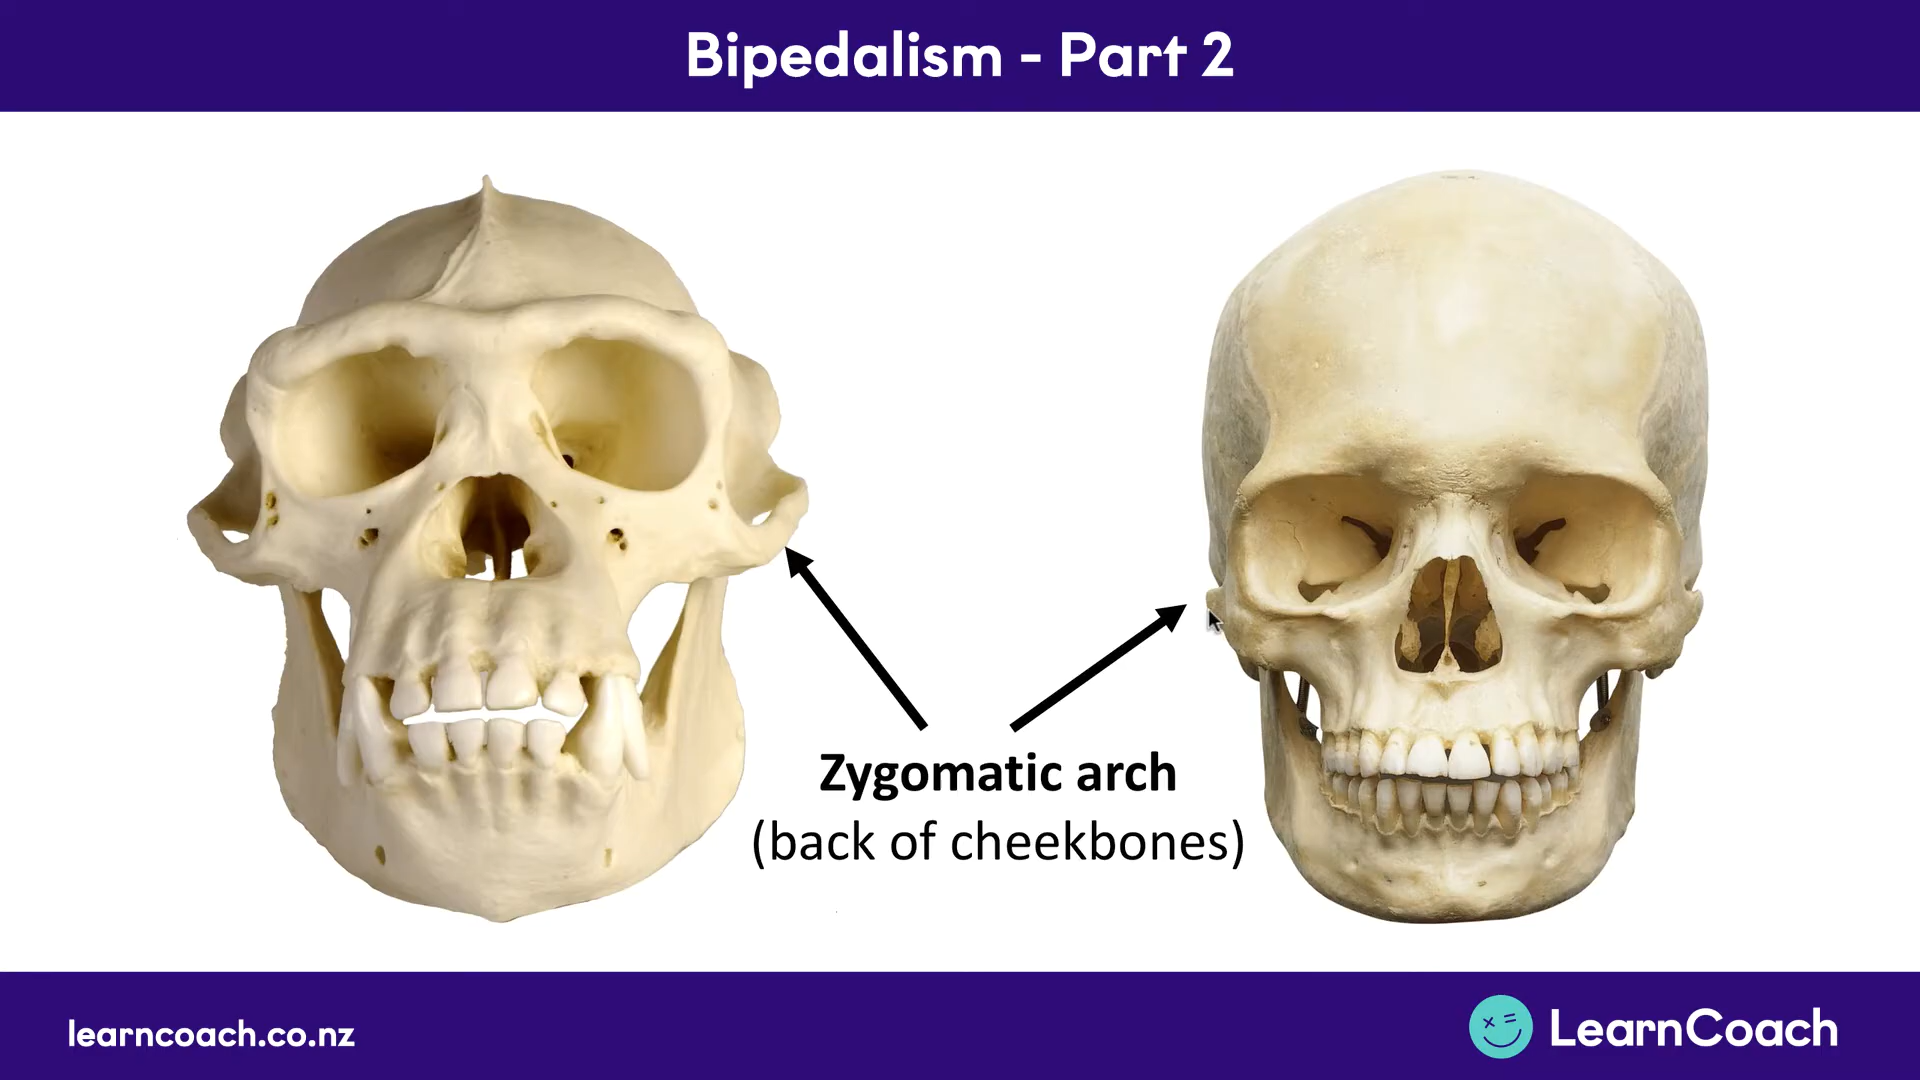 Bipedalism - Part 2
Zygomatic arch
(back of cheekbones)
learncoach.co.nz
LearnCoach